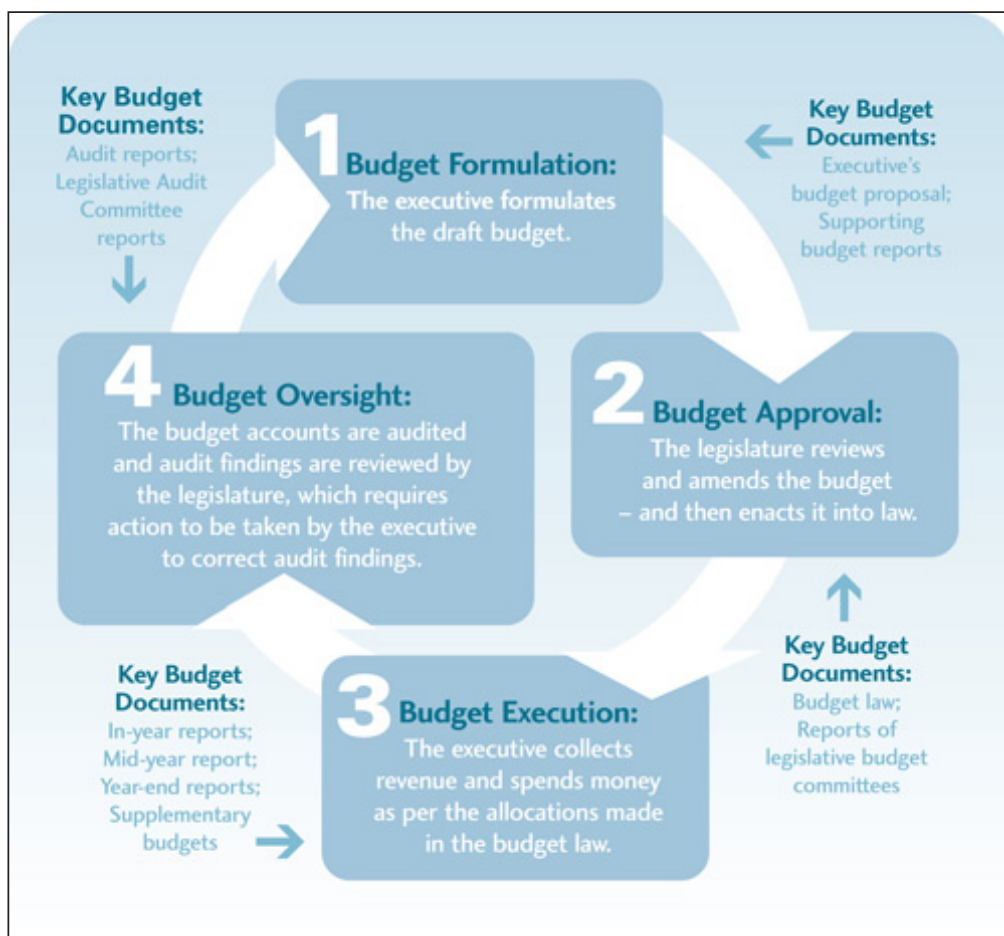 Key Budget
Documents:
Audit reports;
Legislative Audit
Committee
reports
1
Budget Formulation:
The executive formulates
the draft budget.
Key Budget
Documents:
Executive's
budget proposal;
Supporting
budget reports
2
Budget Approval:
The legislature reviews
and amends the budget
– and then enacts it into law.
Key Budget
Documents:
Budget law;
Reports of
legislative budget
committees
3
Budget Execution:
The executive collects
revenue and spends money
as per the allocations made
in the budget law.
Key Budget
Documents:
In-year reports;
Mid-year report;
Year-end reports;
Supplementary
budgets
4
Budget Oversight:
The budget accounts are audited
and audit findings are reviewed by
the legislature, which requires
action to be taken by the executive
to correct audit findings.